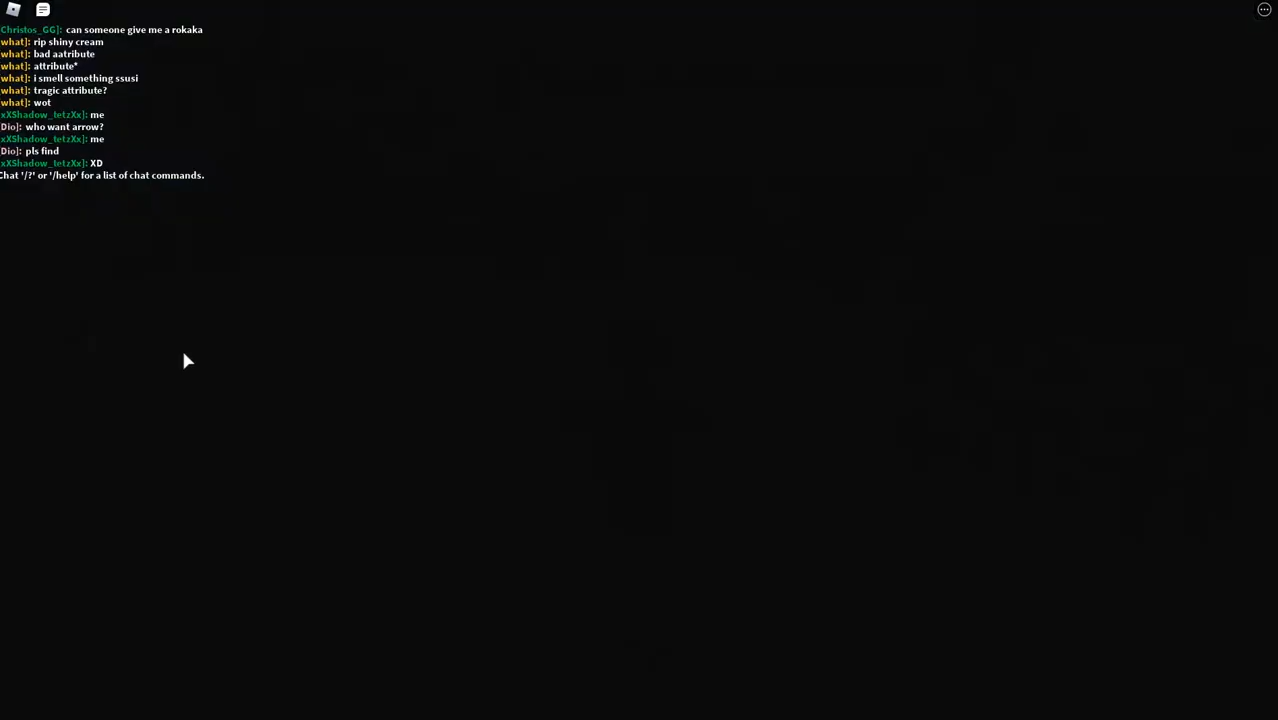 Christos_GG]: can someone give me a rokaka
what]: rip shiny cream
what]: bad aatribute
what]: attribute*
what]: i smell something ssusi
what]: tragic attribute?
what]: wot
xXShadow_tetzXx]: me
Dio]: who want arrow?
xXShadow_tetzXx]: me
Dio]: pls find
xXShadow_tetzXx]: XD
Chat '/?' or '/help' for a list of chat commands.